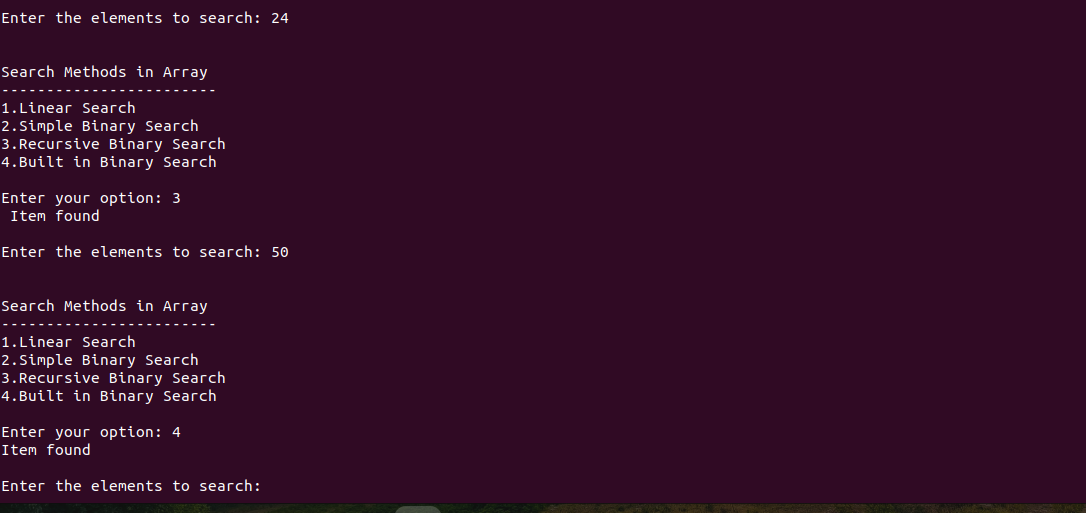 Enter the elements to search: 24
Search Methods in Array
------------------------
1.Linear Search
2.Simple Binary Search
3.Recursive Binary Search
4.Built in Binary Search
Enter your option: 3
Item found
Enter the elements to search: 50
Search Methods in Array
------------------------
1.Linear Search
2.Simple Binary Search
3.Recursive Binary Search
4.Built in Binary Search
Enter your option: 4
Item found
Enter the elements to search: